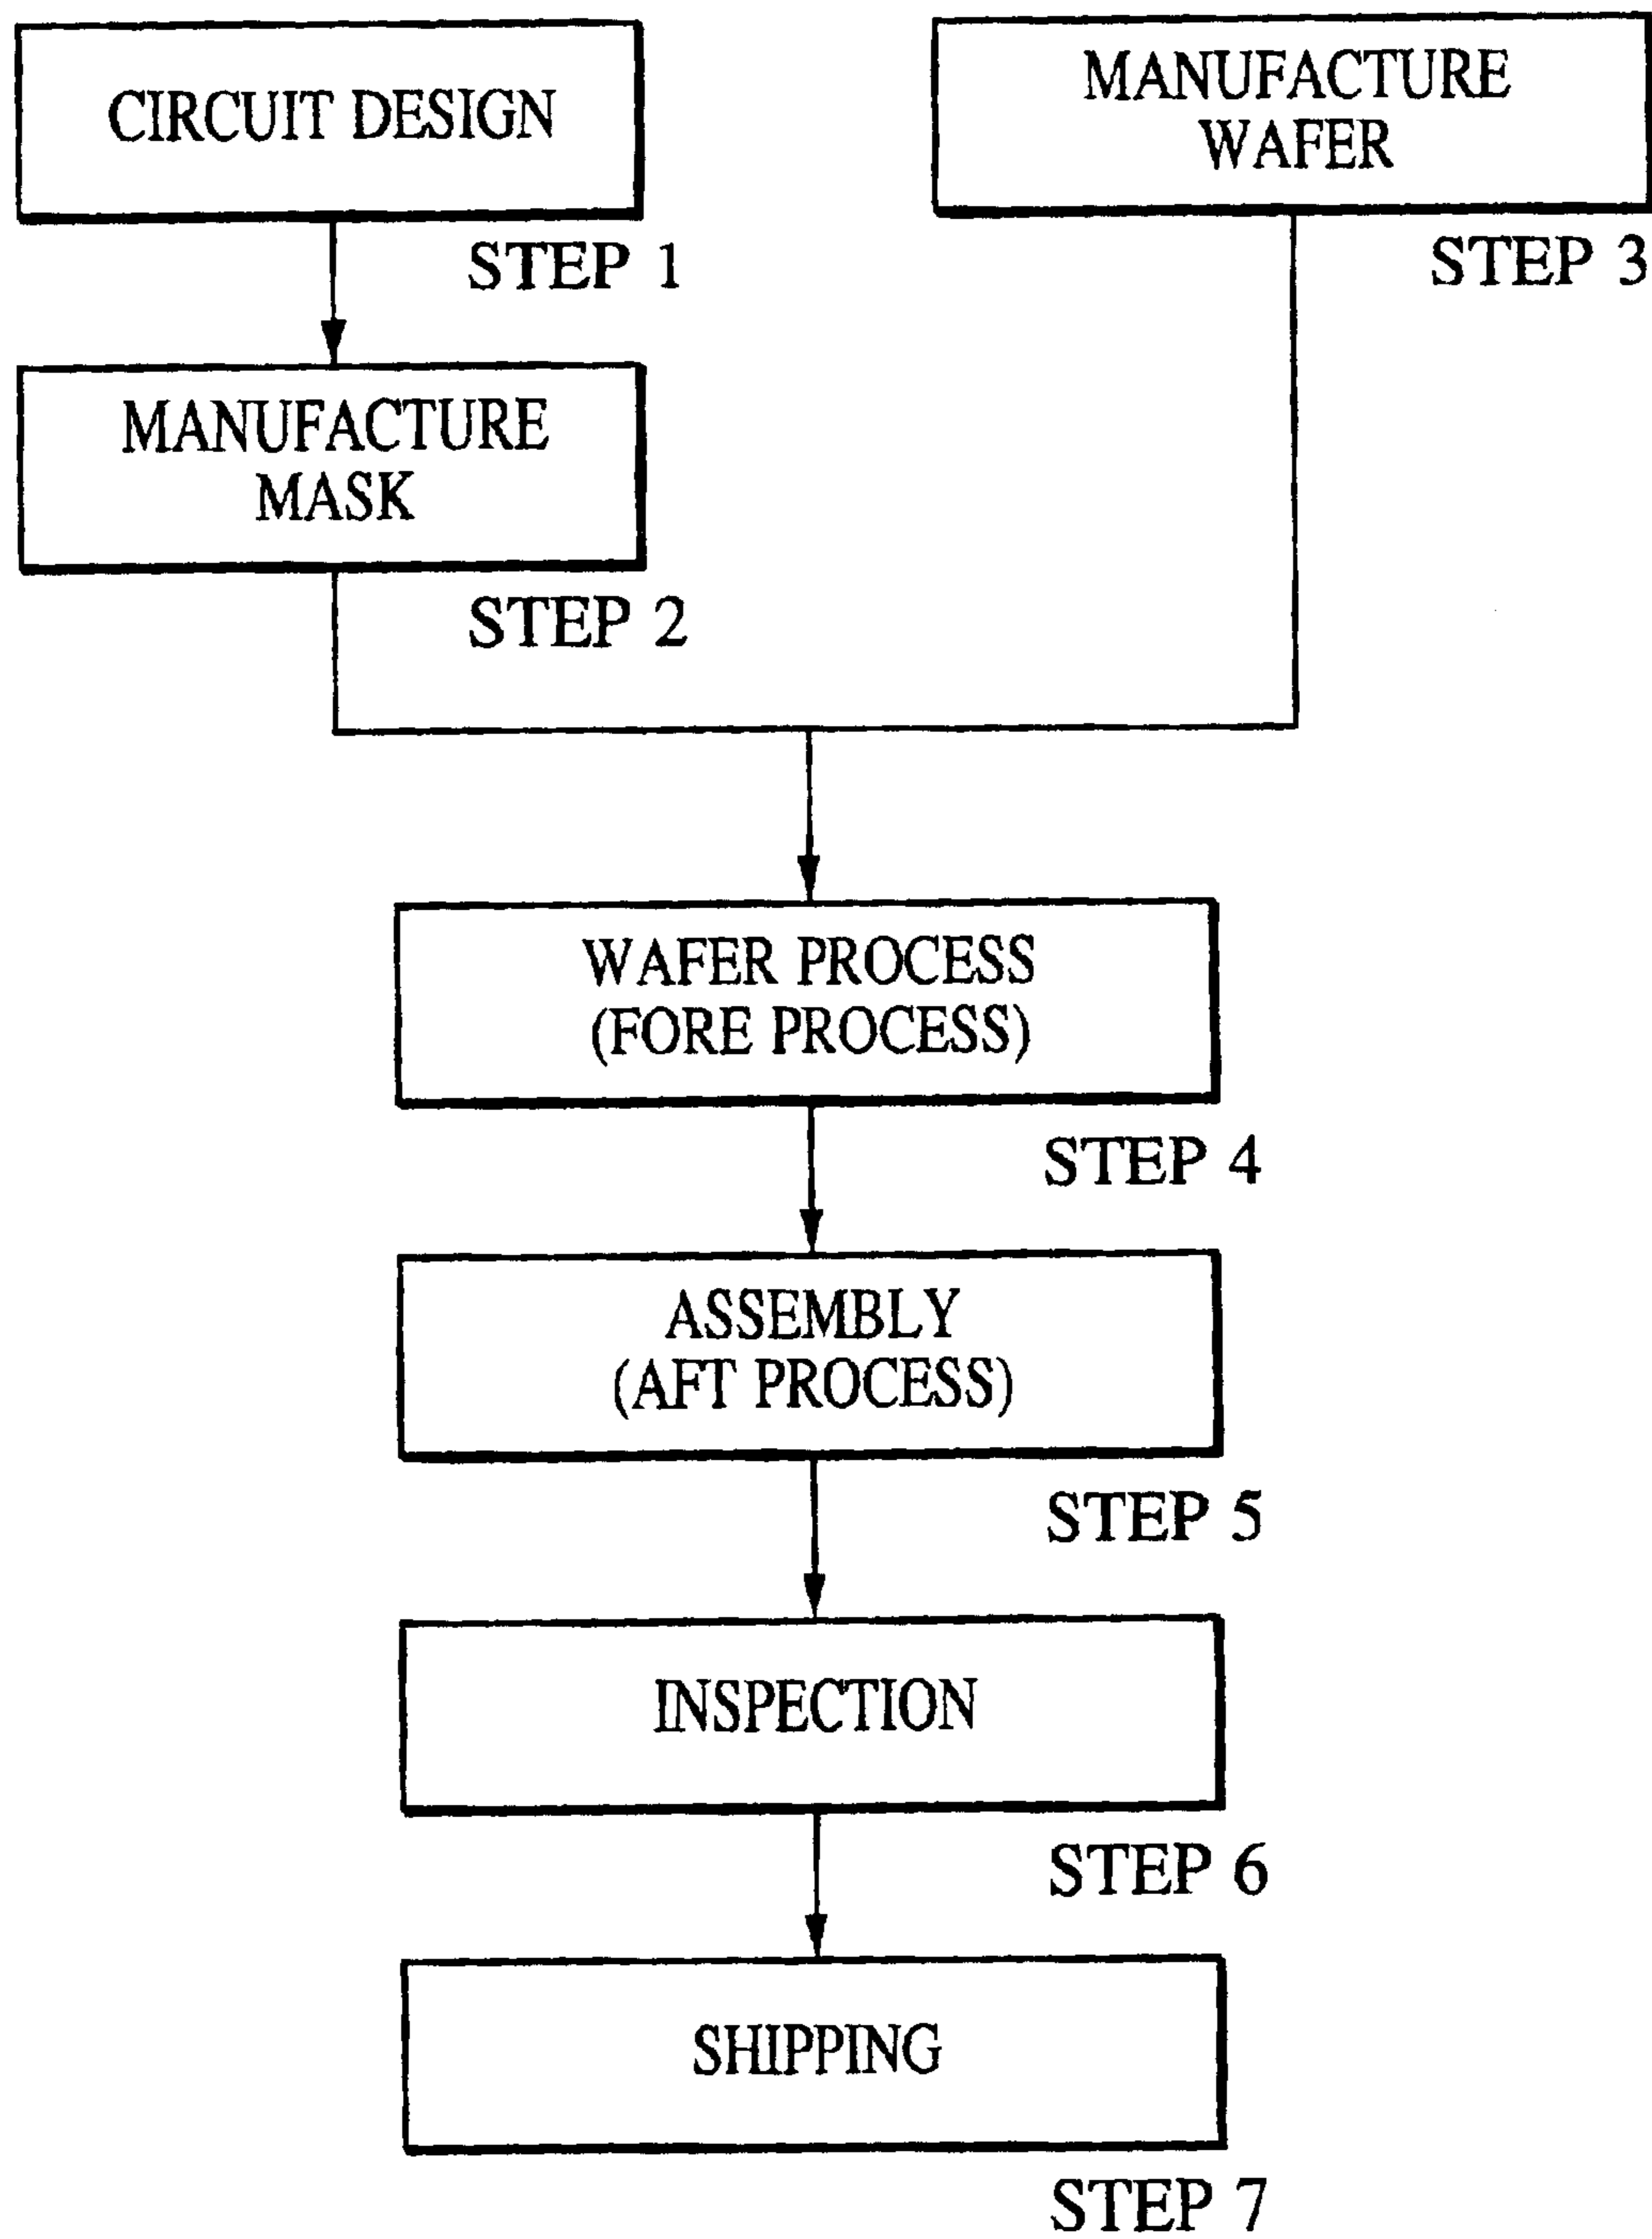 CIRCUIT DESIGN
STEP 1
MANUFACTURE
MASK
STEP 2
MANUFACTURE
WAFER
STEP 3
WAFER PROCESS
(FORE PROCESS)
STEP 4
ASSEMBLY
(AFT PROCESS)
STEP 5
INSPECTION
STEP 6
SHIPPING
STEP 7